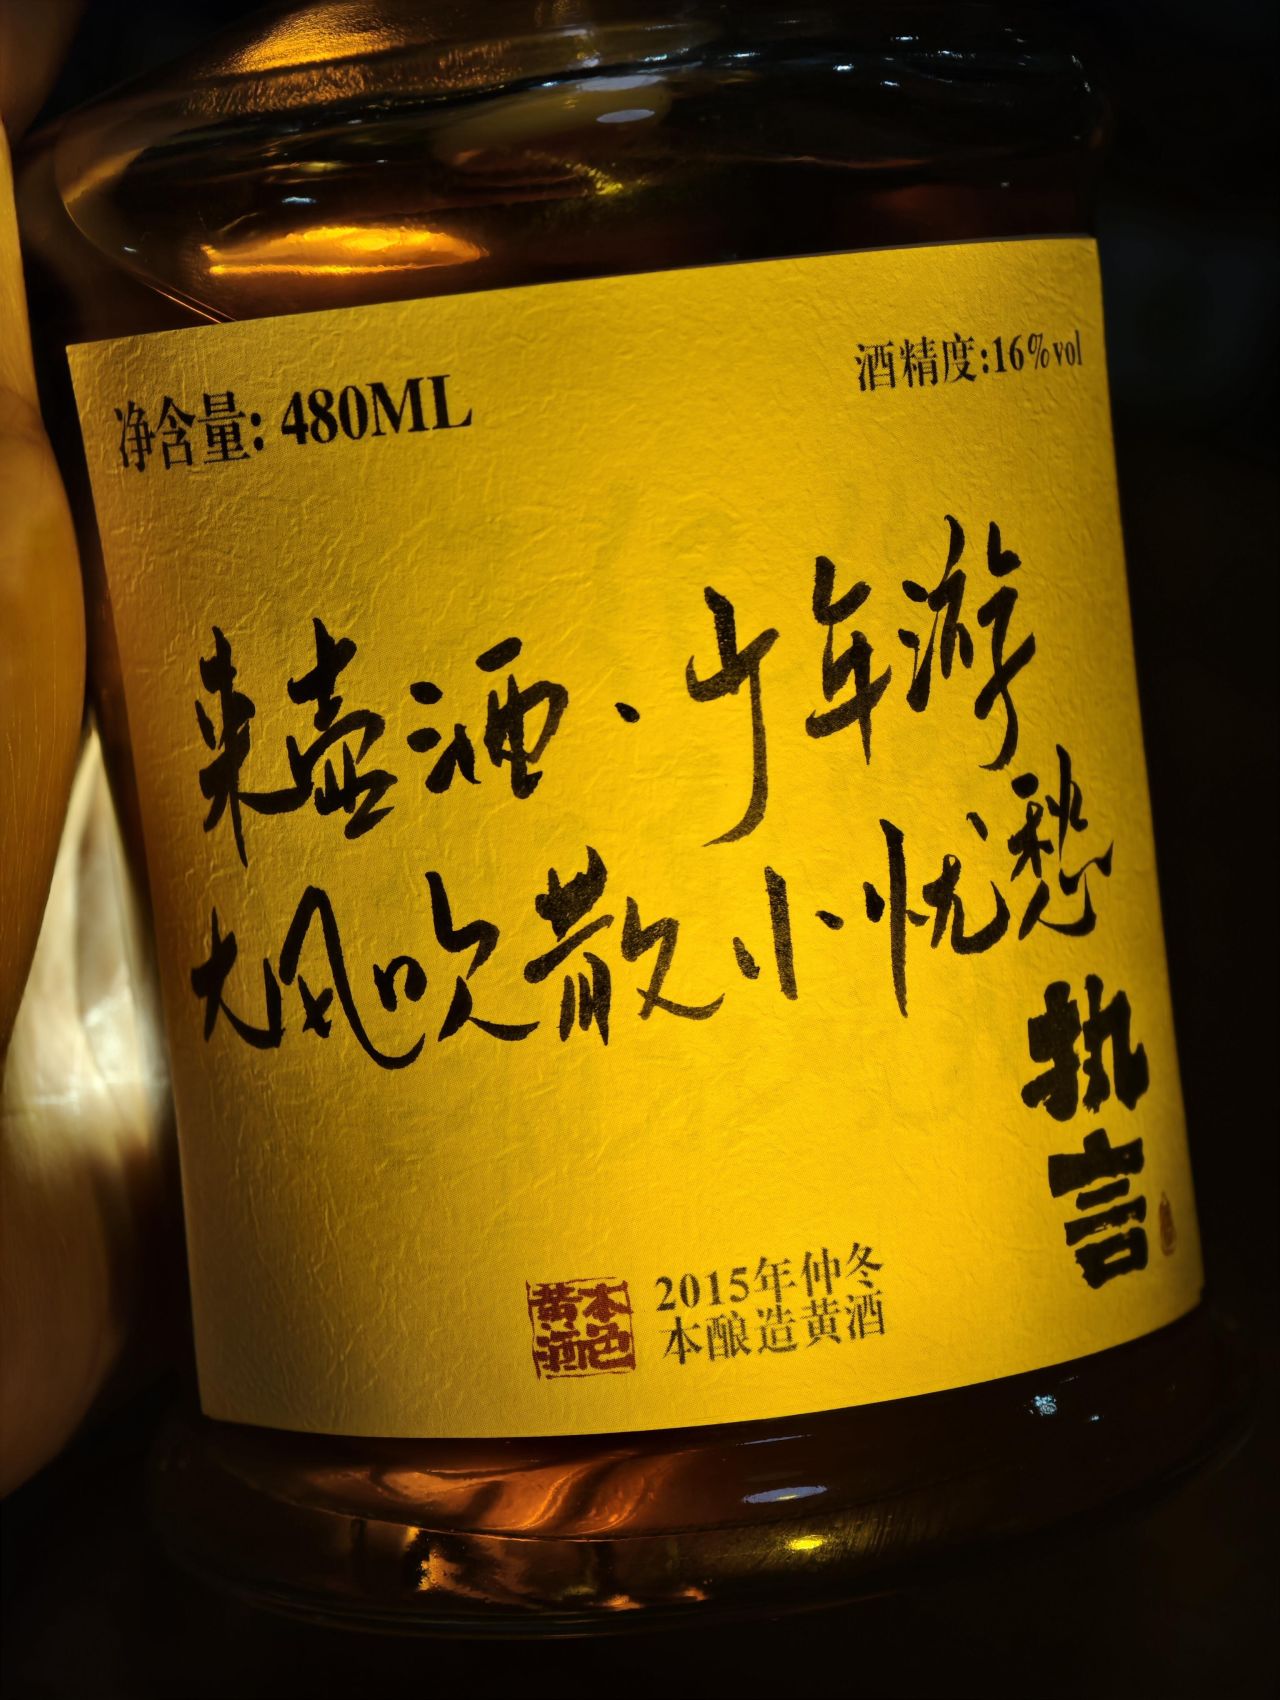 净含量: 480ML
酒精度:16%vol
来壶酒、少年游
大风吹散小忧愁
执言
本色
黄酒
2015年仲冬
本酿造黄酒